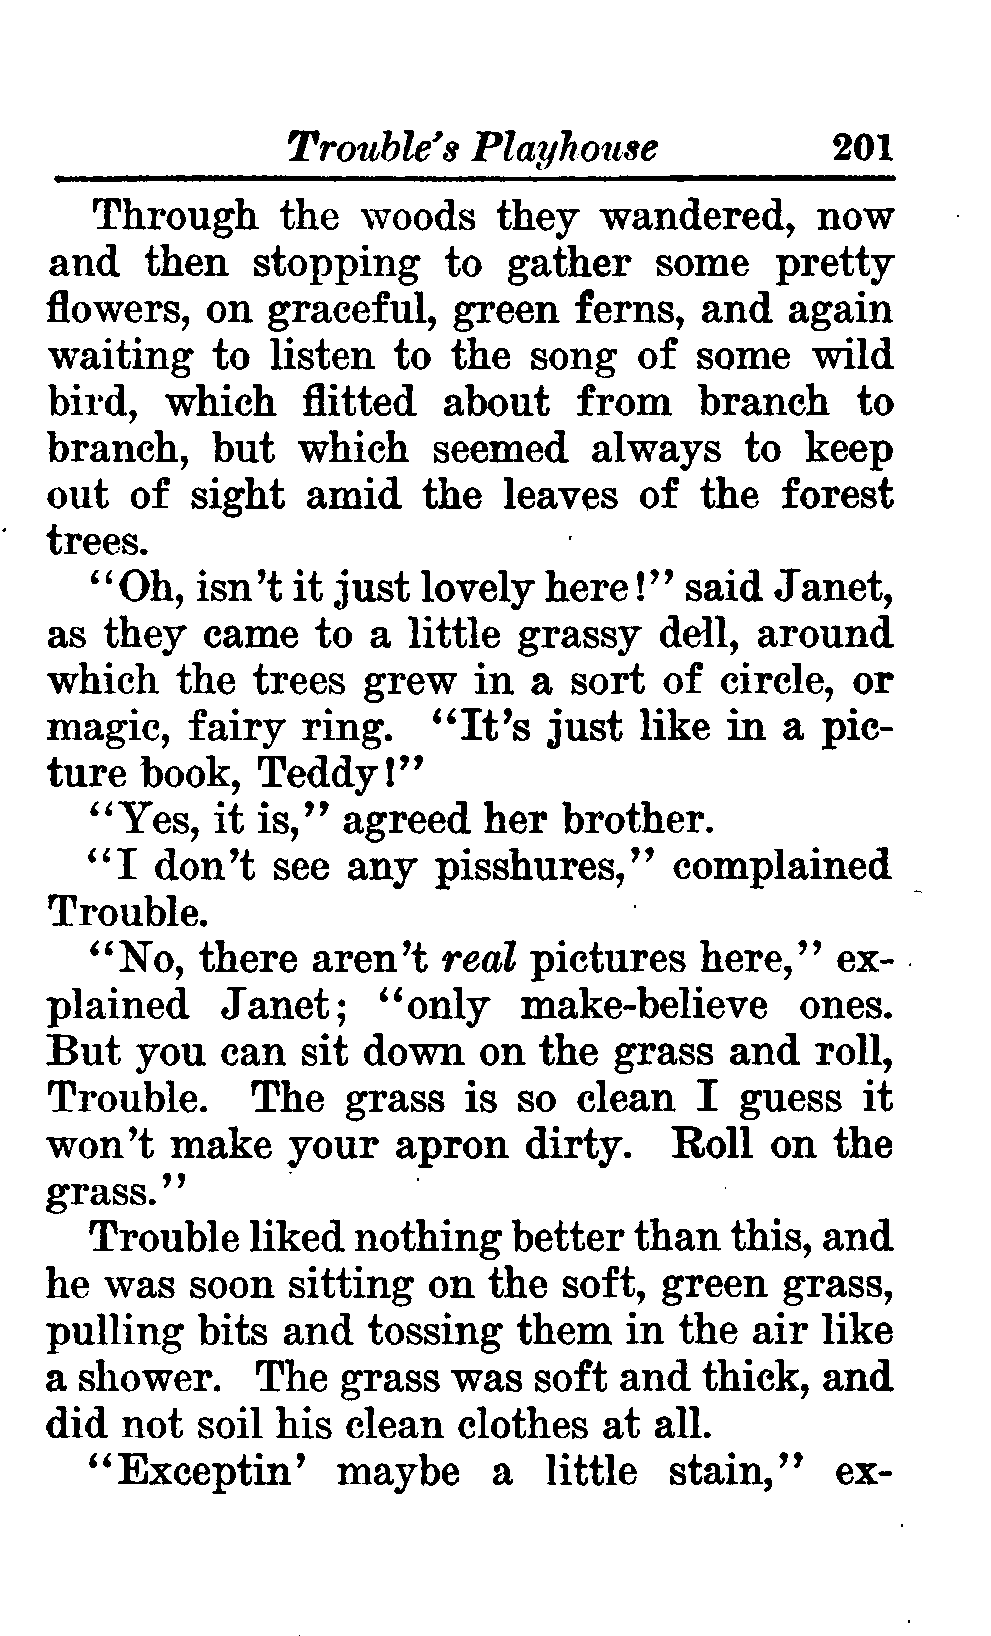 Trouble's Playhouse 201
Through the woods they wandered, now
and then stopping to gather some pretty
flowers, on graceful, green ferns, and again
waiting to listen to the song of some wild
bird, which flitted about from branch to
branch, but which seemed always to keep
out of sight amid the leaves of the forest
trees.
"Oh, isn't it just lovely here!" said Janet,
as they came to a little grassy dell, around
which the trees grew in a sort of circle, or
magic, fairy ring. "It's just like in a pic-
ture book, Teddy!"
"Yes, it is," agreed her brother.
"I don't see any pisshures," complained
Trouble.
"No, there aren't real pictures here," ex-
plained Janet; "only make-believe ones.
But you can sit down on the grass and roll,
Trouble. The grass is so clean I guess it
won't make your apron dirty. Roll on the
grass."
Trouble liked nothing better than this, and
he was soon sitting on the soft, green grass,
pulling bits and tossing them in the air like
a shower. The grass was soft and thick, and
did not soil his clean clothes at all.
"Exceptin' maybe a little stain," ex-